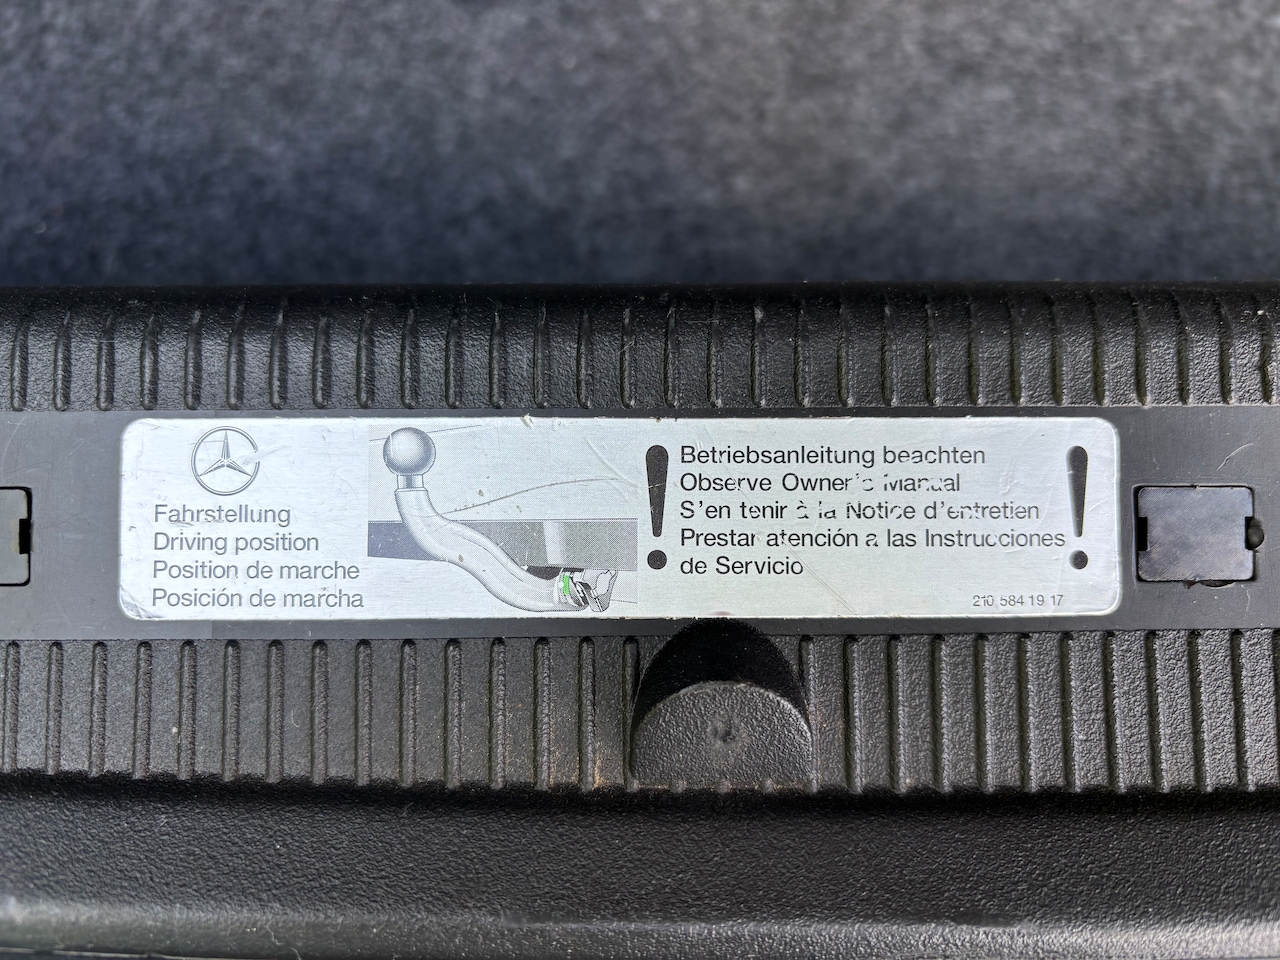 Fahrstellung
Driving position
Position de marche
Posición de marcha
Betriebsanleitung beachten
Observe Owner's Manual
S'en tenir à la Notice d'entretien
Prestar atención a las Instrucciones
de Servicio
210 584 19 17